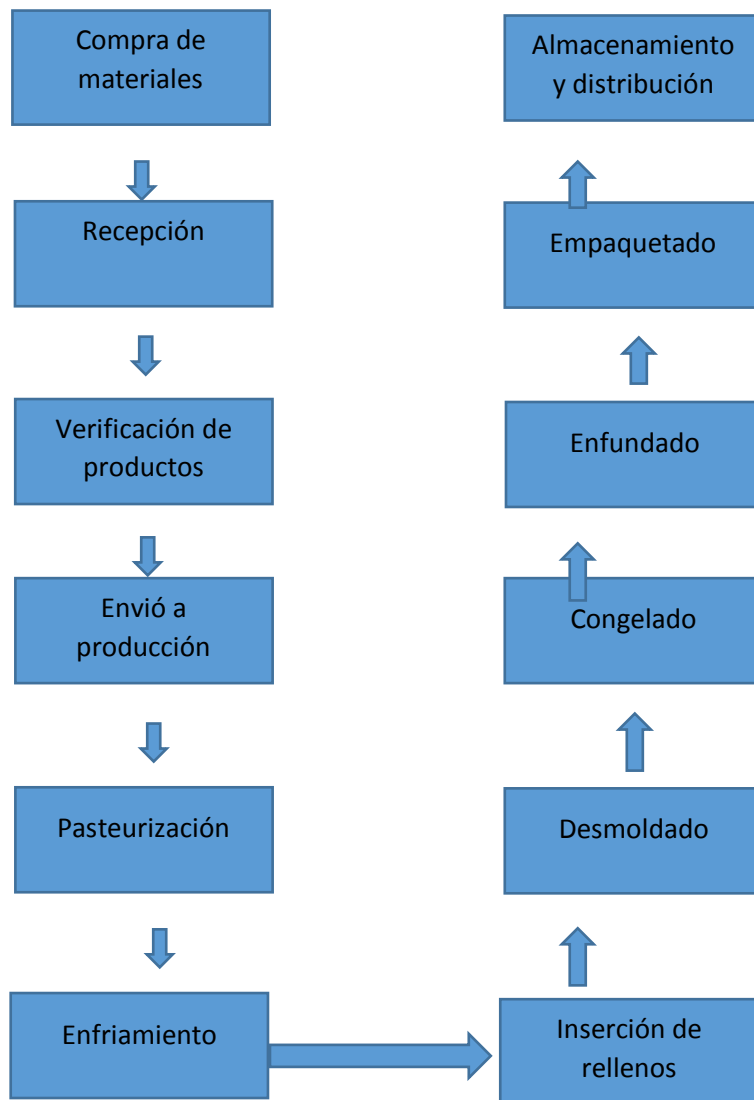 Compra de
materiales
Recepción
Verificación de
productos
Envió a
producción
Pasteurización
Enfriamiento
Inserción de
rellenos
Desmoldado
Congelado
Enfundado
Empaquetado
Almacenamiento
y distribución